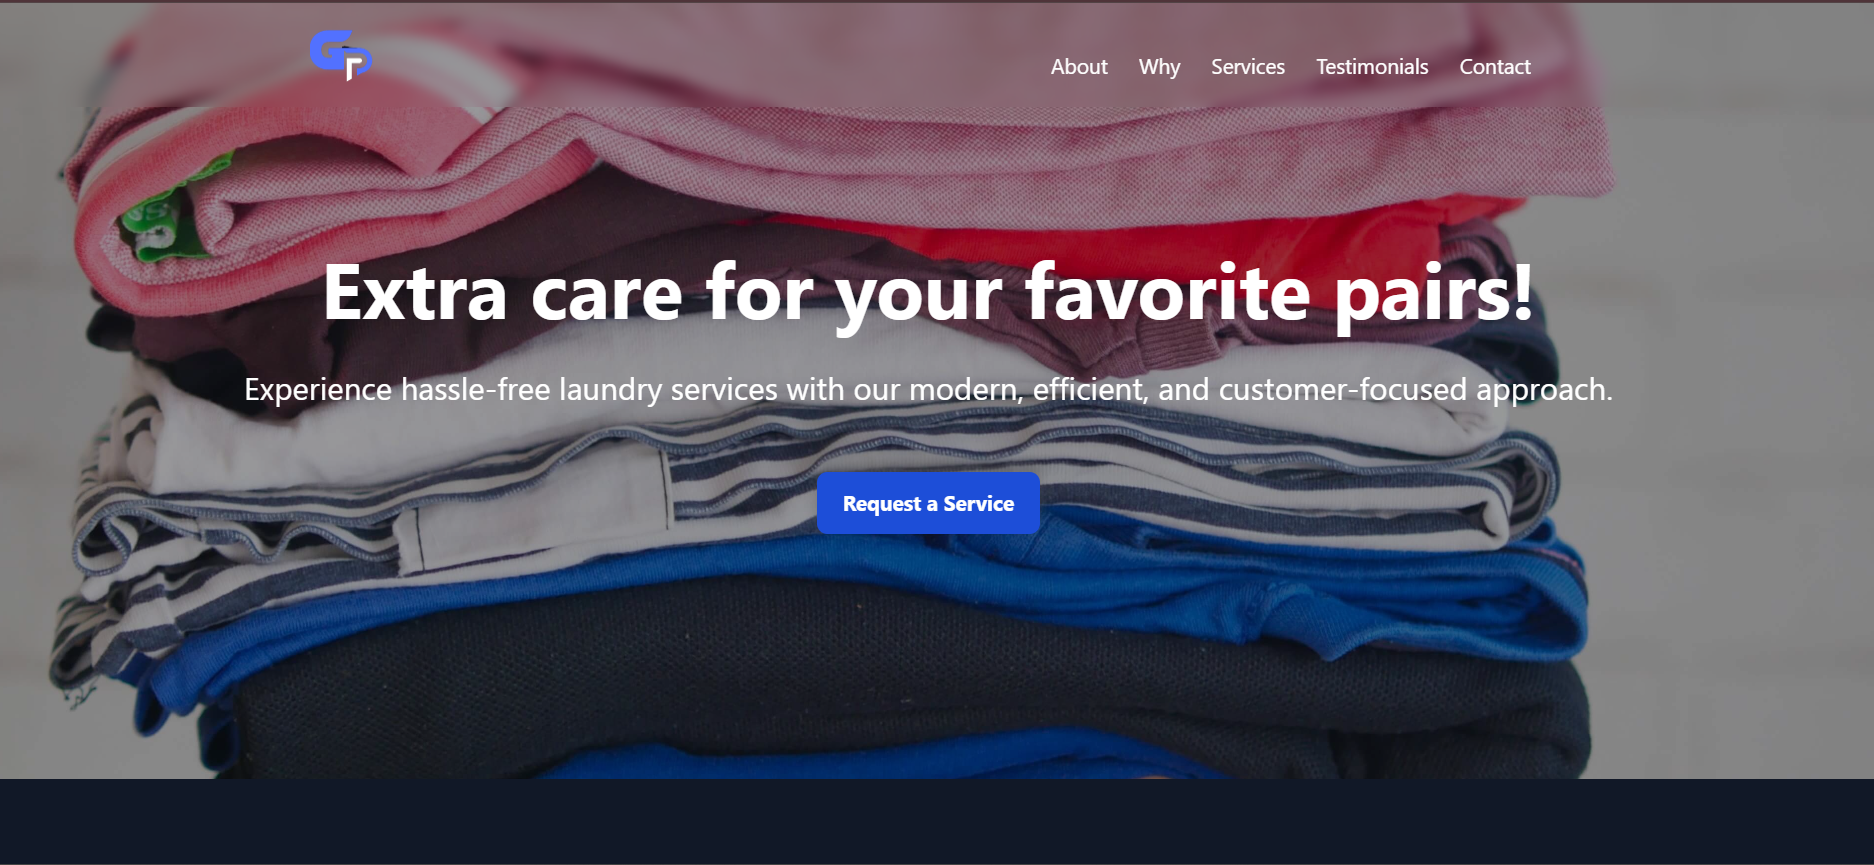 GP
About Why Services Testimonials Contact
Extra care for your favorite pairs!
Experience hassle-free laundry services with our modern, efficient, and customer-focused approach.
Request a Service